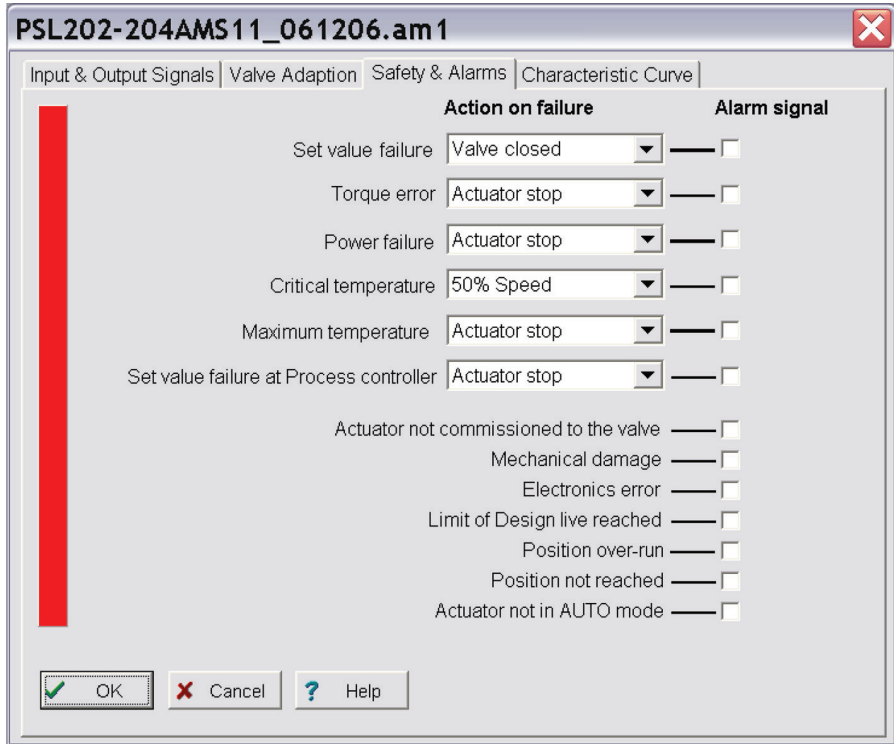 PSL202-204AMS11_061206.am1
Input & Output Signals Valve Adaption Safety & Alarms Characteristic Curve
Action on failure Alarm signal
Set value failure Valve closed
Torque error Actuator stop
Power failure Actuator stop
Critical temperature 50% Speed
Maximum temperature Actuator stop
Set value failure at Process controller Actuator stop
Actuator not commissioned to the valve
Mechanical damage
Electronics error
Limit of Design live reached
Position over-run
Position not reached
Actuator not in AUTO mode
OK Cancel ? Help